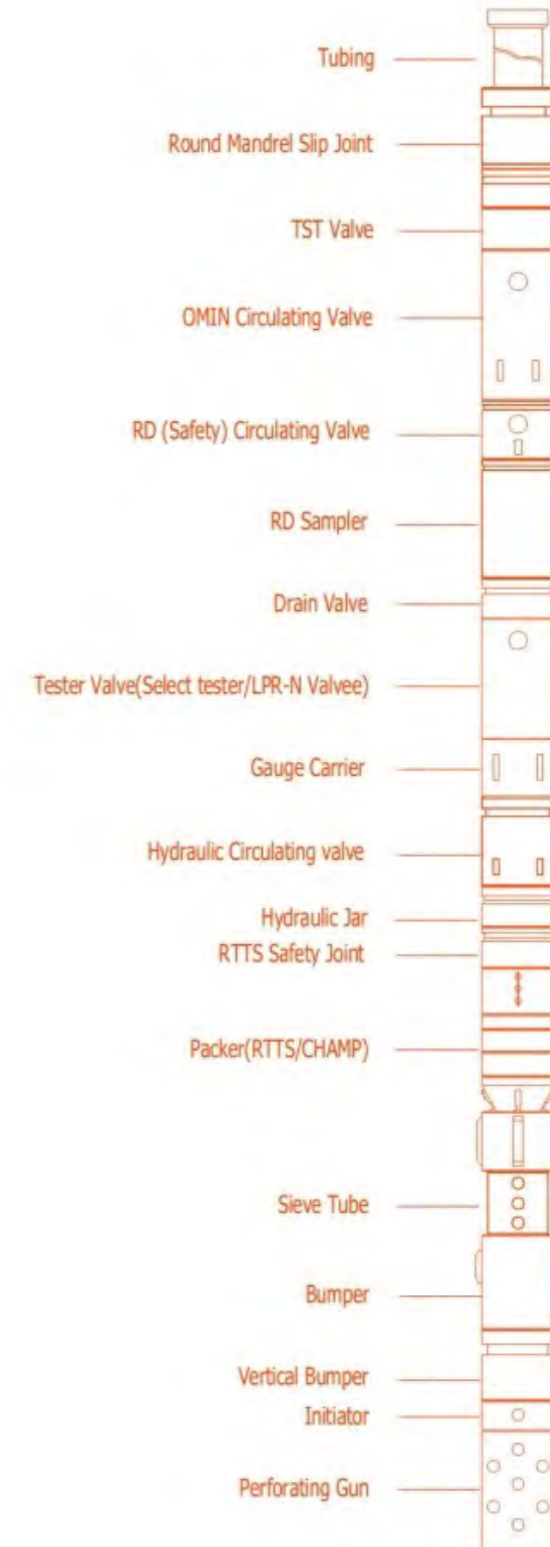 Tubing
Round Mandrel Slip Joint
TST Valve
OMIN Circulating Valve
RD (Safety) Circulating Valve
RD Sampler
Drain Valve
Tester Valve(Select tester/LPR-N Valvee)
Gauge Carrier
Hydraulic Circulating valve
Hydraulic Jar
RTTS Safety Joint
Packer(RTTS/CHAMP)
Sieve Tube
Bumper
Vertical Bumper
Initiator
Perforating Gun